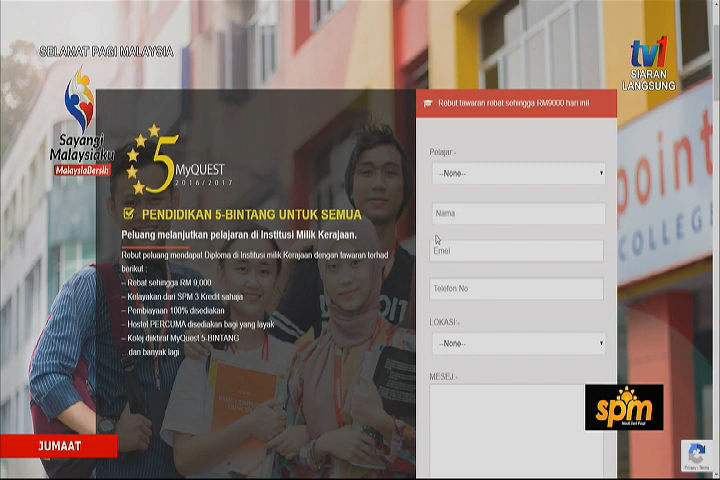 SELAMAT PAGI MALAYSIA
tv1
SIARAN
LANGSUNG
Sayangi
Malaysiaku
MalaysiaBersih
5
MyQUEST
2016/2017
PENDIDIKAN 5-BINTANG UNTUK SEMUA
Peluang melanjutkan pelajaran di Institusi Milik Kerajaan.
Rebut peluang mendapat Diploma di Institusi milik Kerajaan dengan tawaran terhad
berikut :
– Rebat sehingga RM 9,000
– Kelayakan dari SPM 3 Kredit sahaja
– Pembiayaan 100% disediakan
– Hostel PERCUMA disediakan bagi yang layak
– Kolej diiktiraf MyQuest 5-BINTANG
...dan banyak lagi
Rebut tawaran rebat sehingga RM9000 hari ini!
Pelajar:-
--None--
Nama
Emel
Telefon No
LOKASI:-
--None--
MESEJ:-
point
COLLEGE
spm
JUMAAT
Privacy - Terms